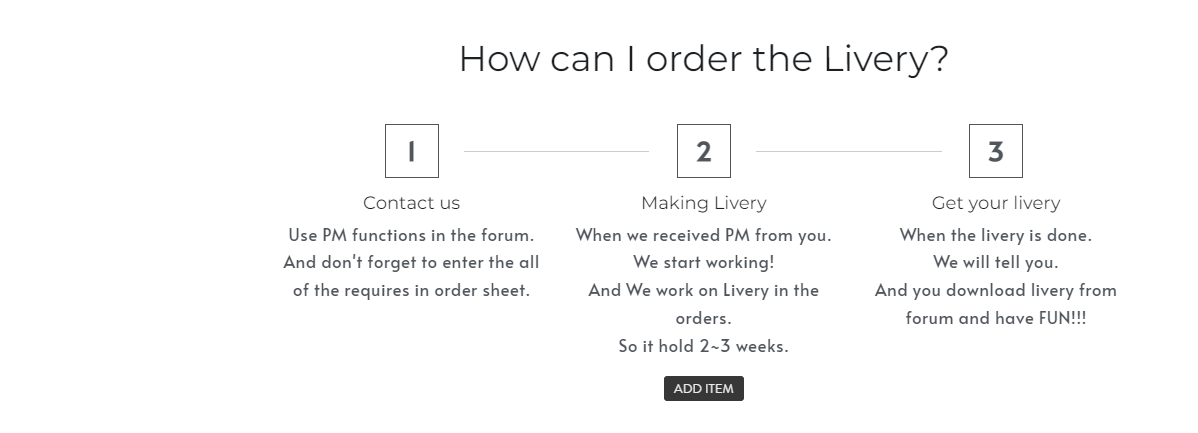 How can I order the Livery?
1
2
3
Contact us
Use PM functions in the forum.
And don't forget to enter the all
of the requires in order sheet.
Making Livery
When we received PM from you.
We start working!
And We work on Livery in the
orders.
So it hold 2~3 weeks.
Get your livery
When the livery is done.
We will tell you.
And you download livery from
forum and have FUN!!!
ADD ITEM